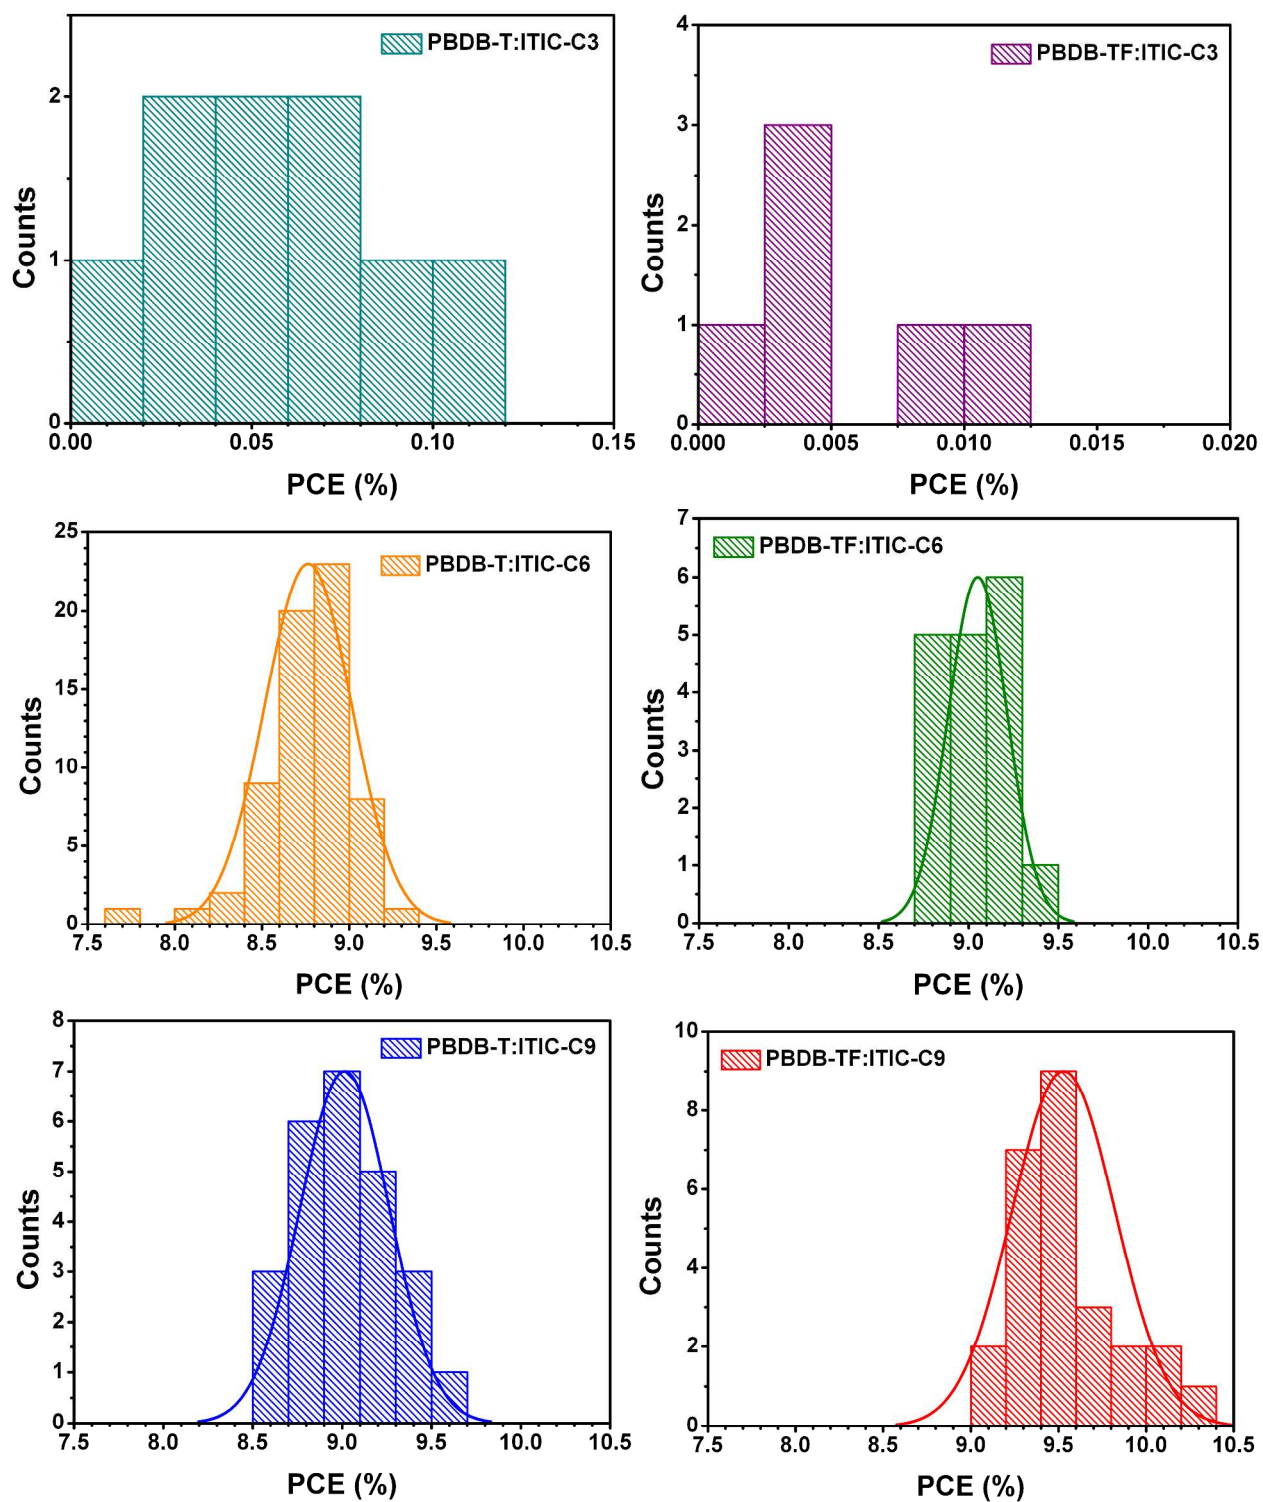 PBDB-T:ITIC-C3
2
1
0
Counts
0.00 0.05 0.10 0.15
PCE (%)
PBDB-TF:ITIC-C3
4
3
2
1
0
Counts
0.000 0.005 0.010 0.015 0.020
PCE (%)
PBDB-T:ITIC-C6
25
20
15
10
5
0
Counts
7.5 8.0 8.5 9.0 9.5 10.0 10.5
PCE (%)
PBDB-TF:ITIC-C6
7
6
5
4
3
2
1
0
Counts
7.5 8.0 8.5 9.0 9.5 10.0 10.5
PCE (%)
PBDB-T:ITIC-C9
8
7
6
5
4
3
2
1
0
Counts
7.5 8.0 8.5 9.0 9.5 10.0 10.5
PCE (%)
PBDB-TF:ITIC-C9
10
8
6
4
2
0
Counts
7.5 8.0 8.5 9.0 9.5 10.0 10.5
PCE (%)